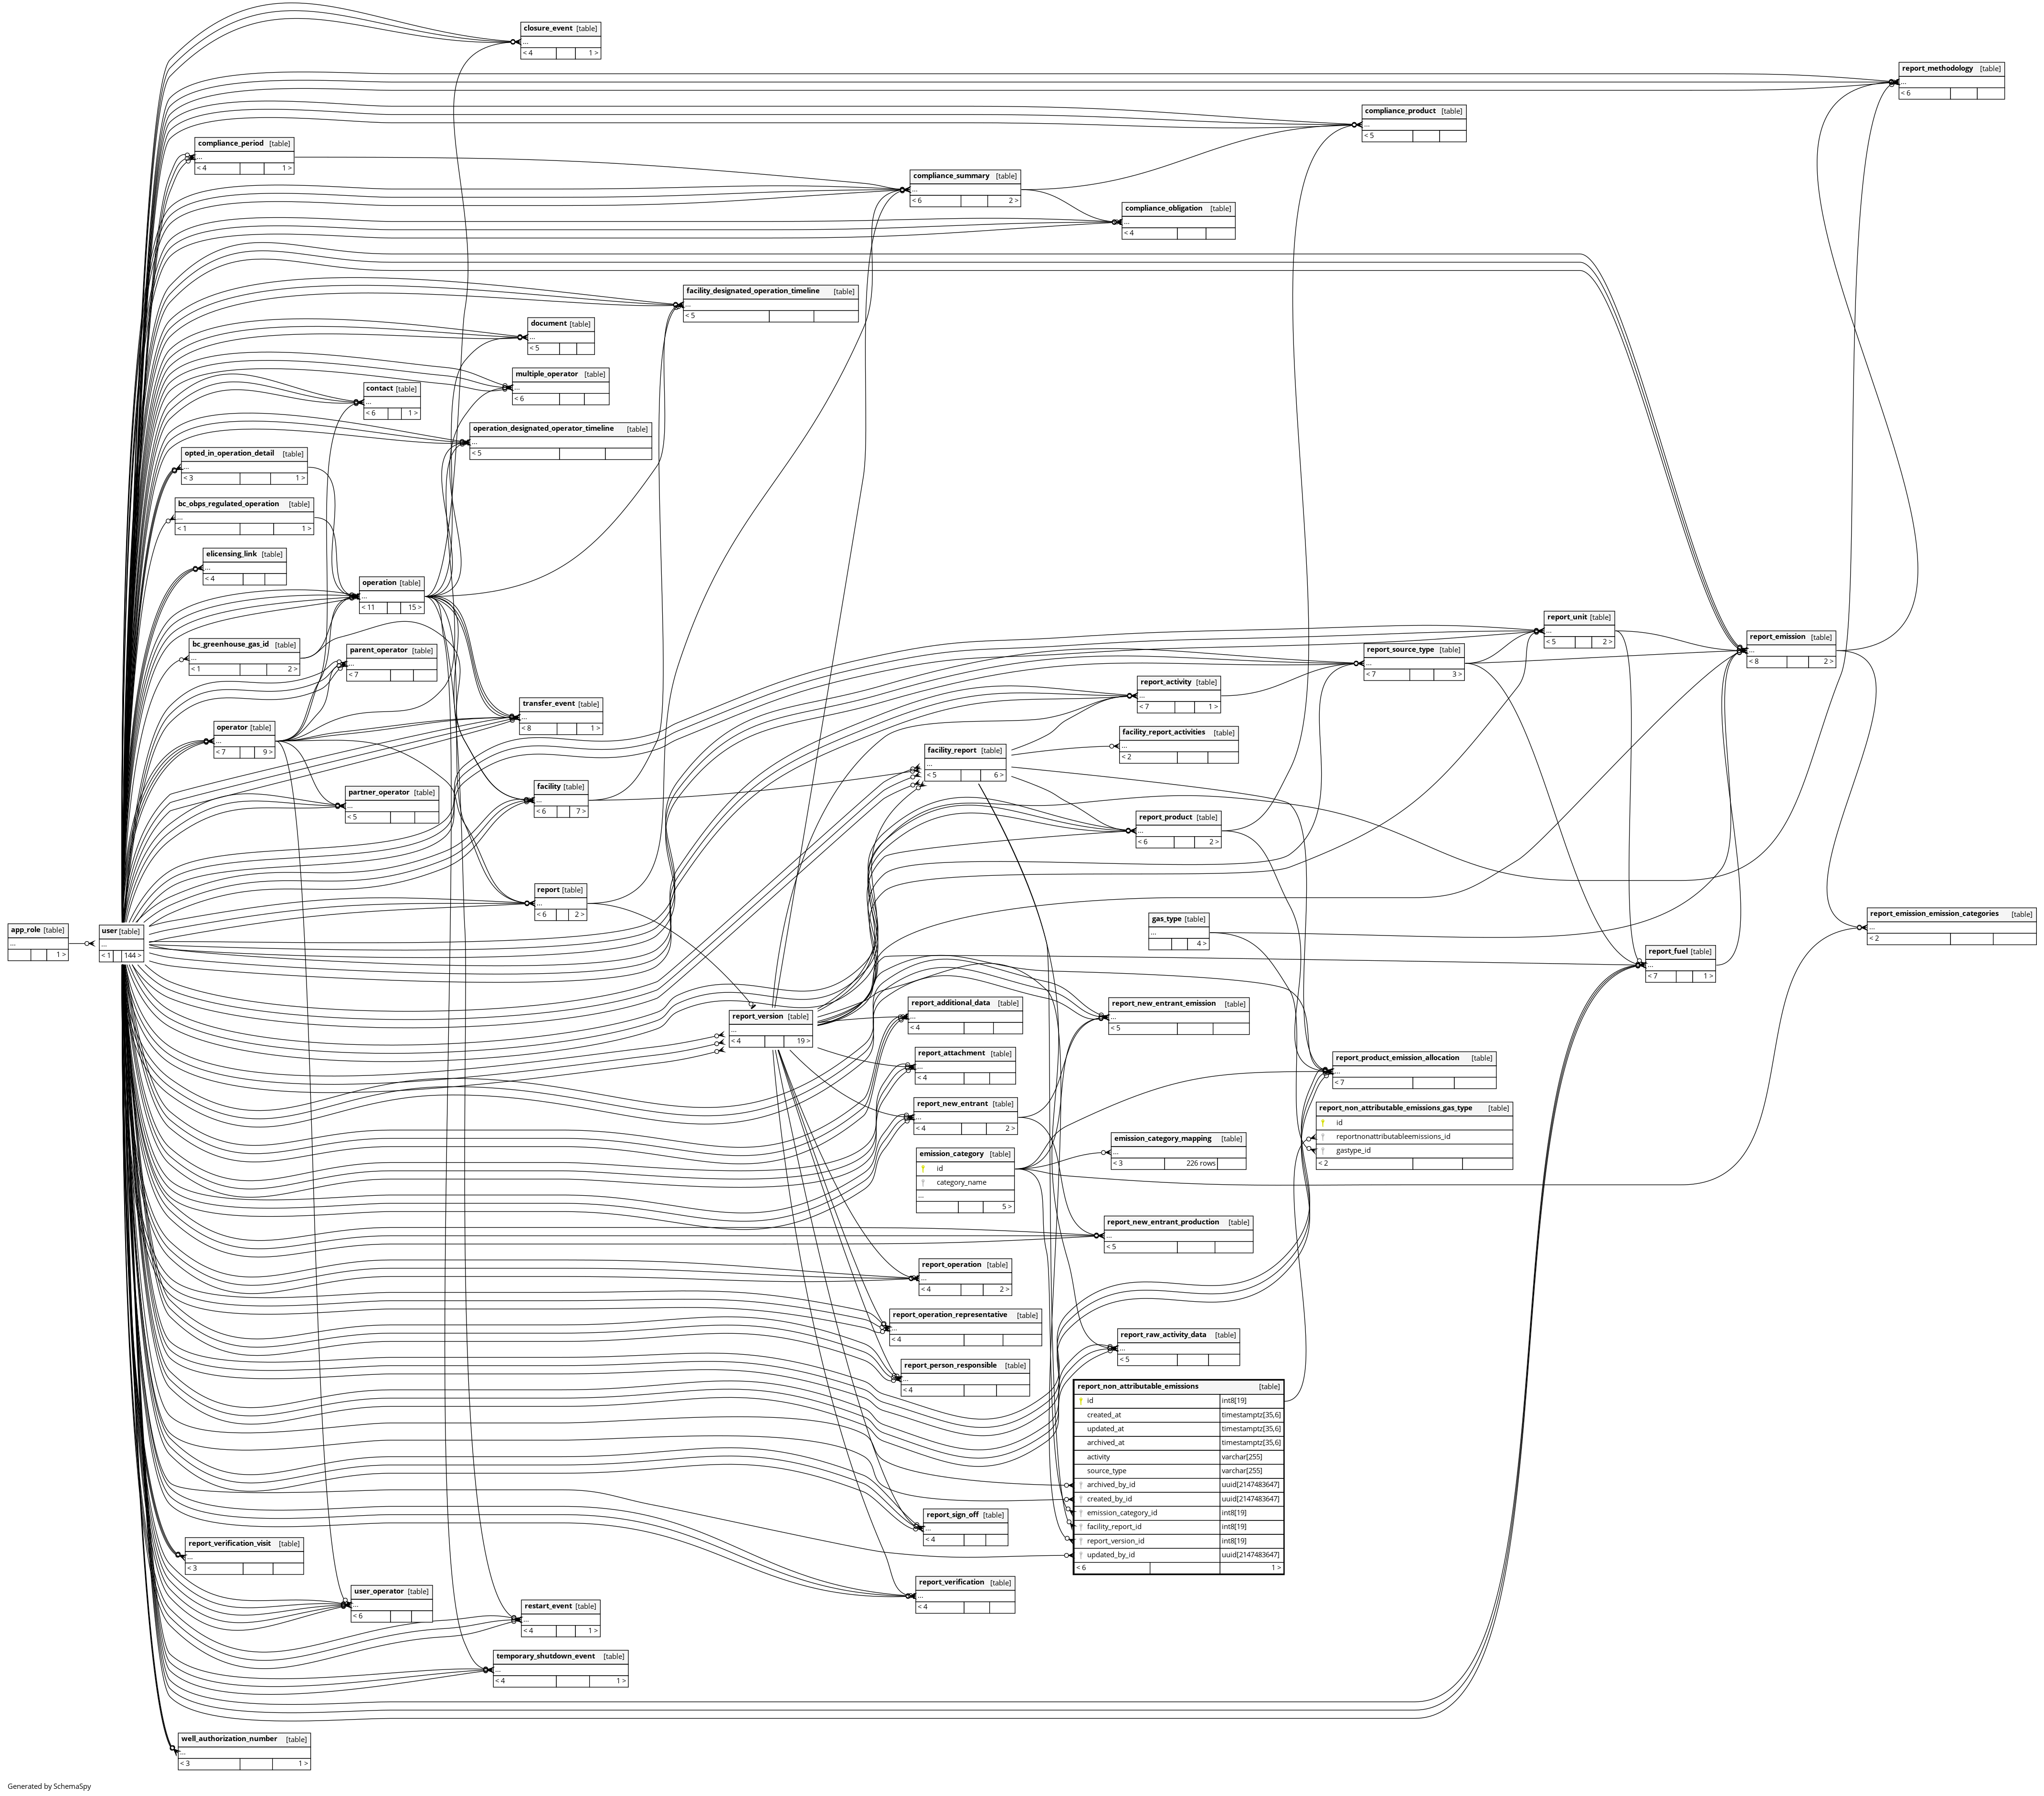 closure_event [table]
...
< 4 1 >
report_methodology [table]
...
< 6
compliance_product [table]
...
< 5
compliance_period [table]
...
< 4 1 >
compliance_summary [table]
...
< 6 2 >
compliance_obligation [table]
...
< 4
facility_designated_operation_timeline [table]
...
< 5
document [table]
...
< 5
multiple_operator [table]
...
< 6
contact [table]
...
< 6 1 >
operation_designated_operator_timeline [table]
...
< 5
opted_in_operation_detail [table]
...
< 3 1 >
bc_obps_regulated_operation [table]
...
< 1 1 >
elicensing_link [table]
...
< 4
operation [table]
...
< 11 15 >
bc_greenhouse_gas_id [table]
...
< 1 2 >
parent_operator [table]
...
< 7
report_unit [table]
...
< 5 2 >
report_source_type [table]
...
< 7 3 >
report_emission [table]
...
< 8 2 >
report_activity [table]
...
< 7 1 >
transfer_event [table]
...
< 8 1 >
operator [table]
...
< 7 9 >
facility_report_activities [table]
...
< 2
facility_report [table]
...
< 5 6 >
facility [table]
...
< 6 7 >
partner_operator [table]
...
< 5
report_product [table]
...
< 6 2 >
report [table]
...
< 6 2 >
gas_type [table]
...
4 >
report_emission_emission_categories [table]
...
< 2
app_role [table]
...
1 >
user [table]
...
< 1 144 >
report_fuel [table]
...
< 7 1 >
report_additional_data [table]
...
< 4
report_new_entrant_emission [table]
...
< 5
report_version [table]
...
< 4 19 >
report_attachment [table]
...
< 4
report_product_emission_allocation [table]
...
< 7
report_new_entrant [table]
...
< 4 2 >
report_non_attributable_emissions_gas_type [table]
id
reportnonattributableemissions_id
gastype_id
< 2
emission_category_mapping [table]
...
< 3 226 rows
emission_category [table]
id
category_name
...
5 >
report_new_entrant_production [table]
...
< 5
report_operation [table]
...
< 4 2 >
report_operation_representative [table]
...
< 4
report_raw_activity_data [table]
...
< 5
report_person_responsible [table]
...
< 4
report_non_attributable_emissions [table]
id int8[19]
created_at timestamptz[35,6]
updated_at timestamptz[35,6]
archived_at timestamptz[35,6]
activity varchar[255]
source_type varchar[255]
archived_by_id uuid[2147483647]
created_by_id uuid[2147483647]
emission_category_id int8[19]
facility_report_id int8[19]
report_version_id int8[19]
updated_by_id uuid[2147483647]
< 6 1 >
report_sign_off [table]
...
< 4
report_verification_visit [table]
...
< 3
report_verification [table]
...
< 4
user_operator [table]
...
< 6
restart_event [table]
...
< 4 1 >
temporary_shutdown_event [table]
...
< 4 1 >
well_authorization_number [table]
...
< 3 1 >
Generated by SchemaSpy